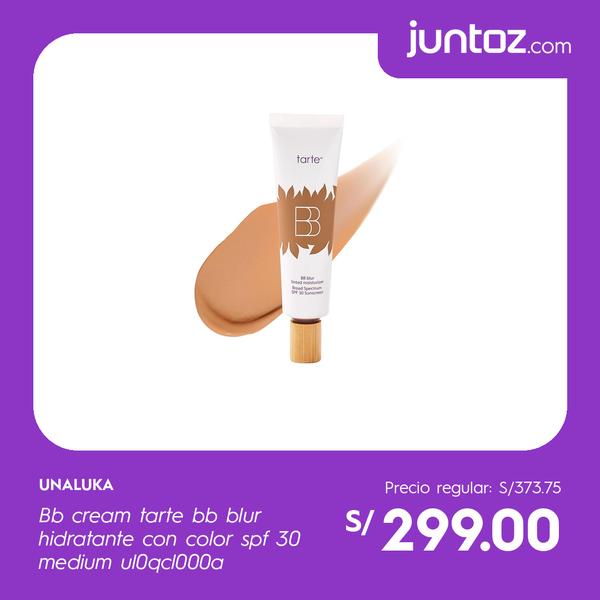 juntoz.com
tarte™
BB
BB blur
tinted moisturizer
Broad Spectrum
SPF 30 Sunscreen
UNALUKA
Bb cream tarte bb blur
hidratante con color spf 30
medium ul0qcl000a
Precio regular: S/373.75
S/ 299.00